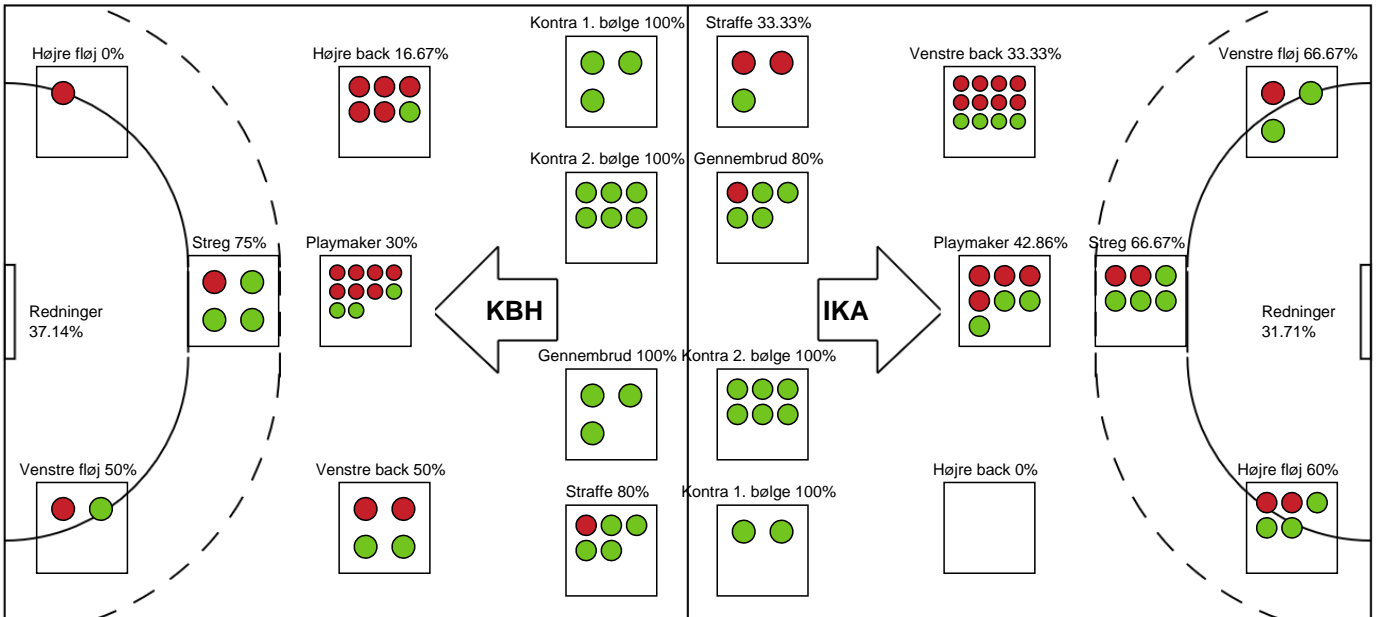 Kontra 1. bølge 100%
Straffe 33.33%
Højre fløj 0%
Højre back 16.67%
Venstre back 33.33%
Venstre fløj 66.67%
Kontra 2. bølge 100%
Gennembrud 80%
Streg 75%
Playmaker 30%
Playmaker 42.86%
Streg 66.67%
Redninger
37.14%
KBH
IKA
Redninger
31.71%
Gennembrud 100%
Kontra 2. bølge 100%
Venstre fløj 50%
Venstre back 50%
Højre back 0%
Højre fløj 60%
Straffe 80%
Kontra 1. bølge 100%